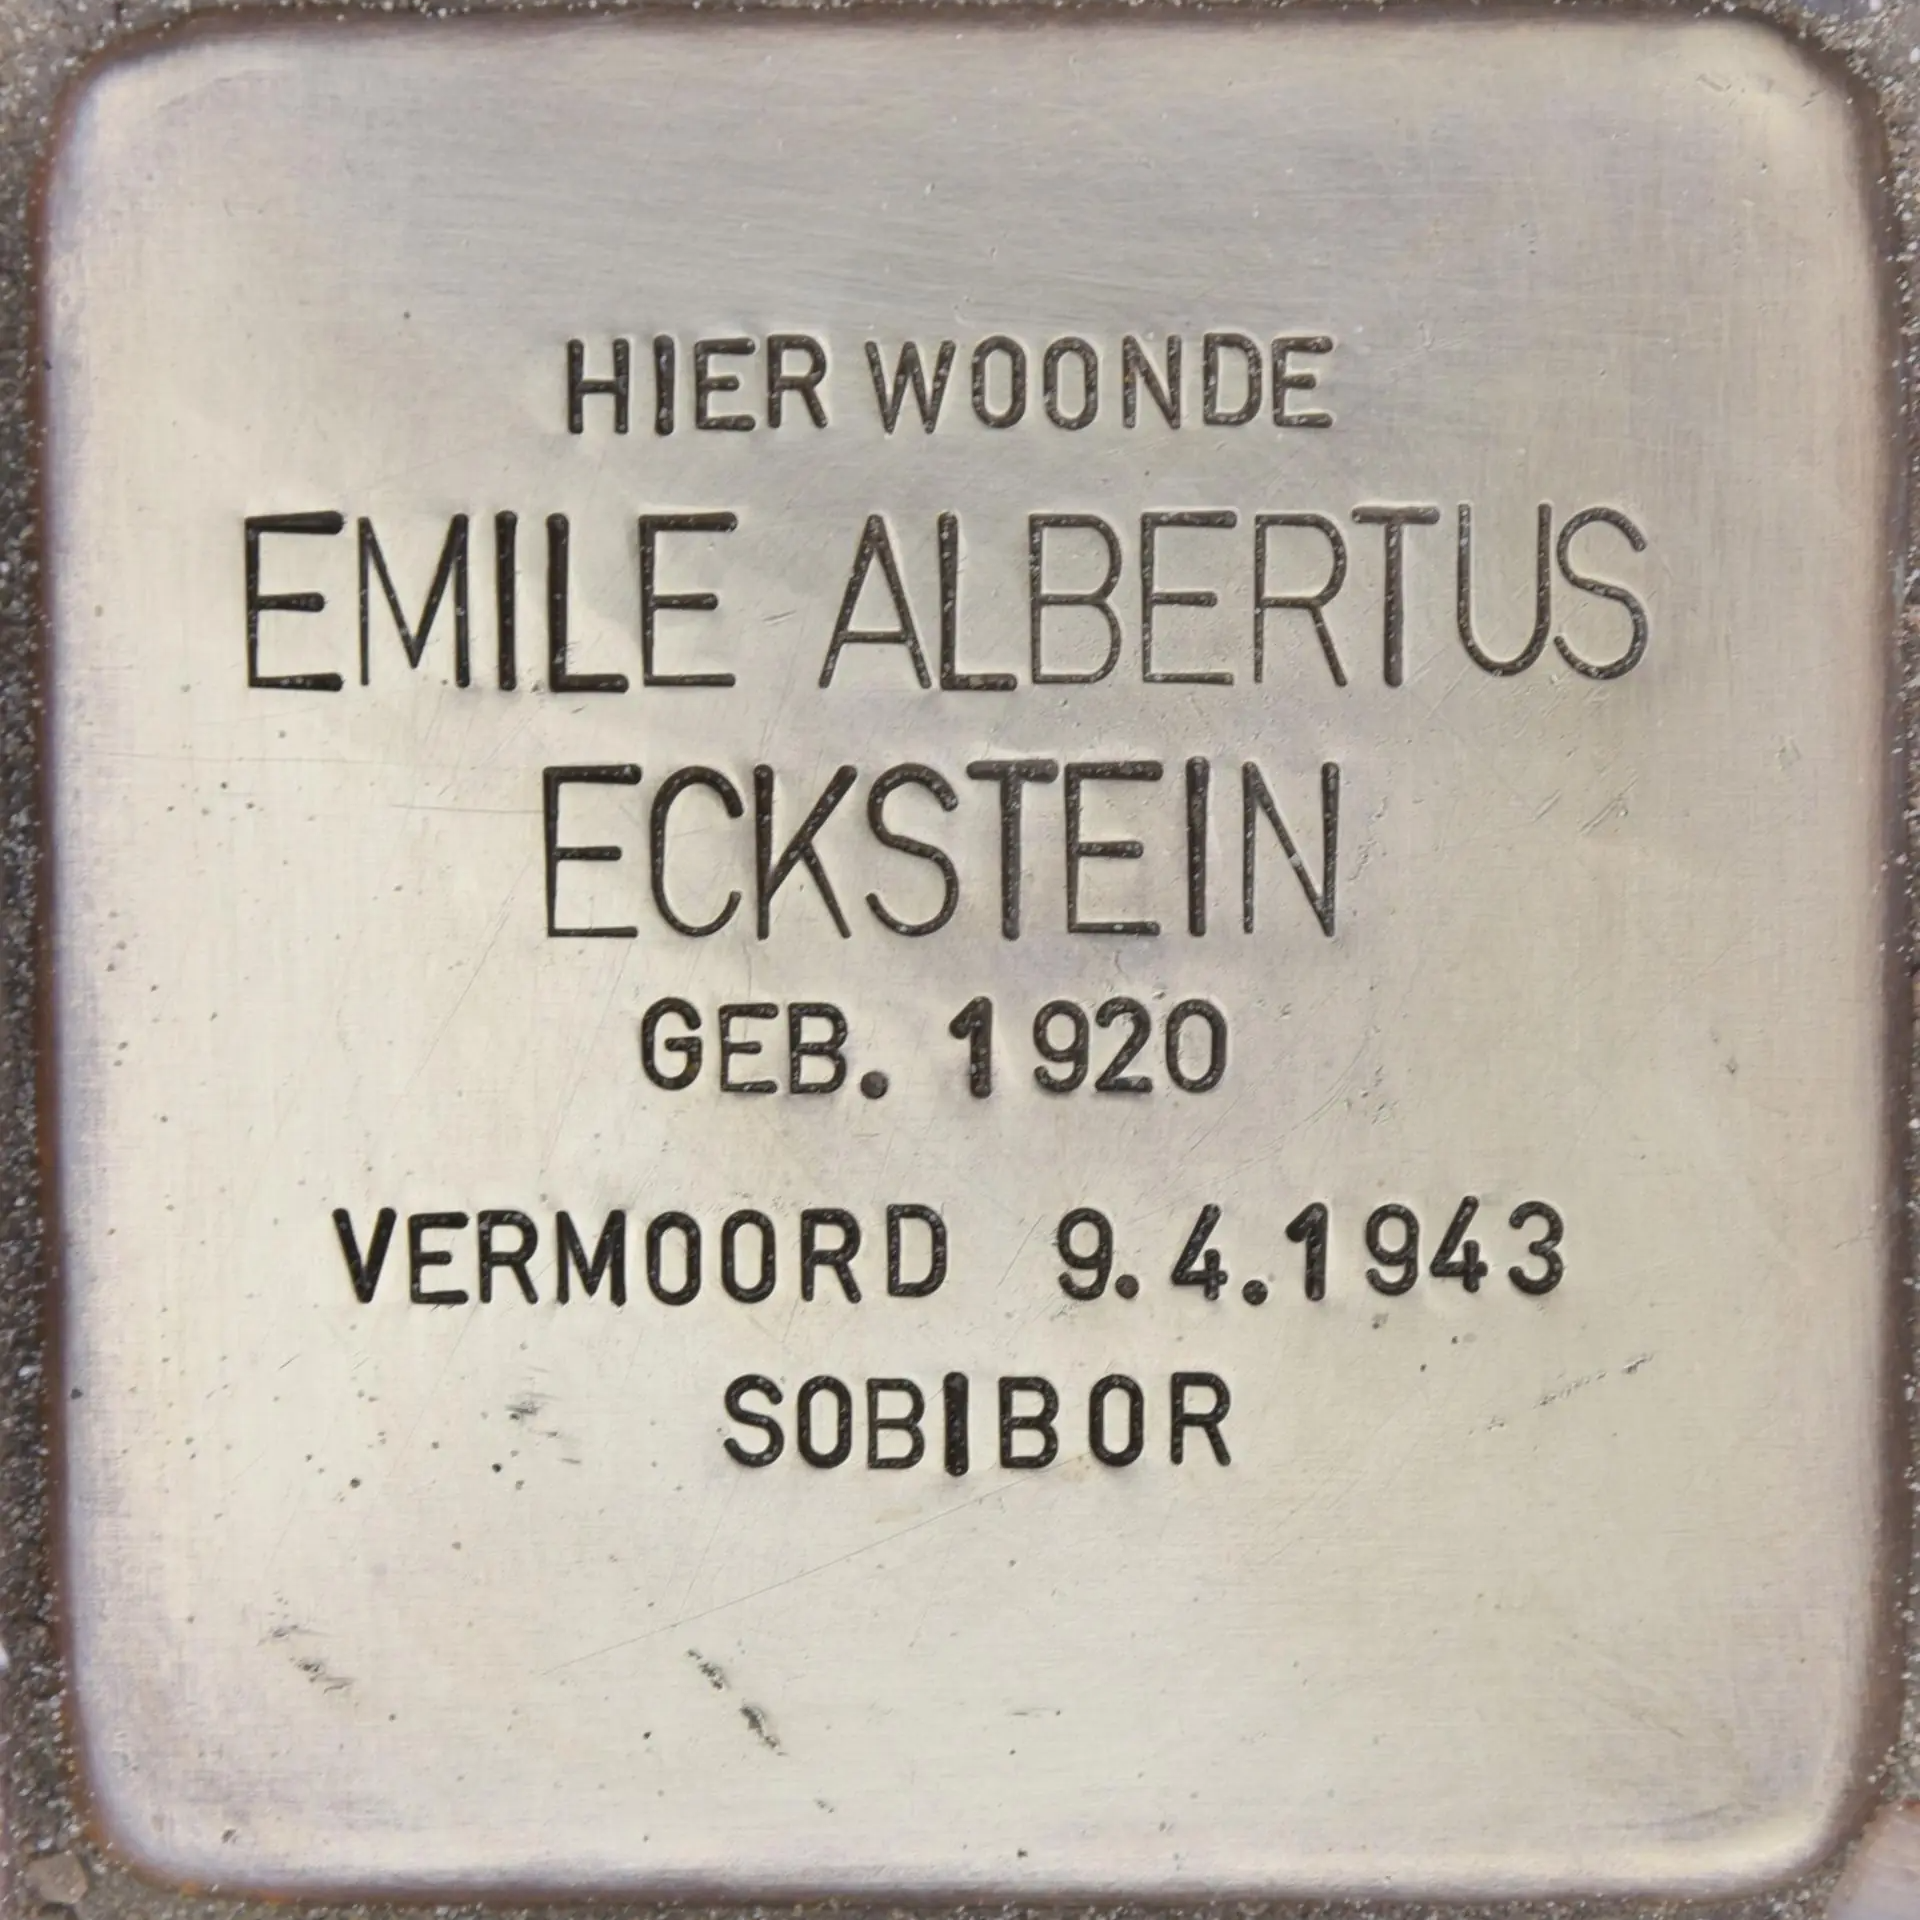 HIER WOONDE
EMILE ALBERTUS
ECKSTEIN
GEB. 1920
VERMOORD 9.4.1943
SOBIBOR